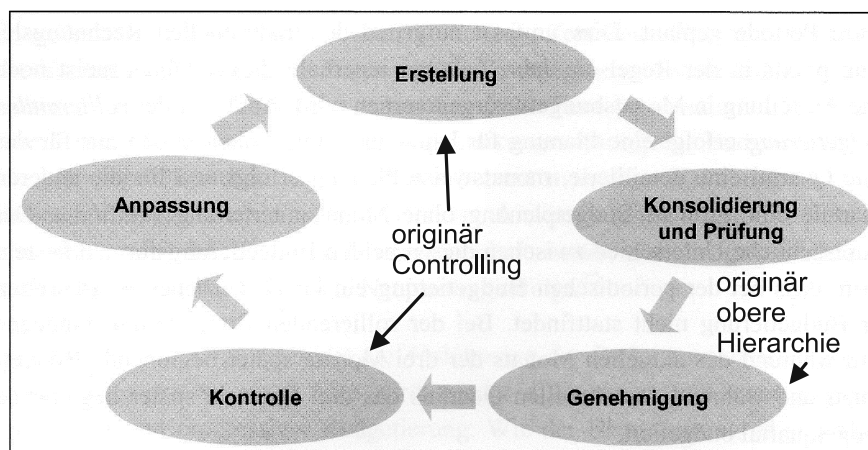 Erstellung
Anpassung
Konsolidierung
und Prüfung
originär
Controlling
originär
obere
Hierarchie
Kontrolle
Genehmigung